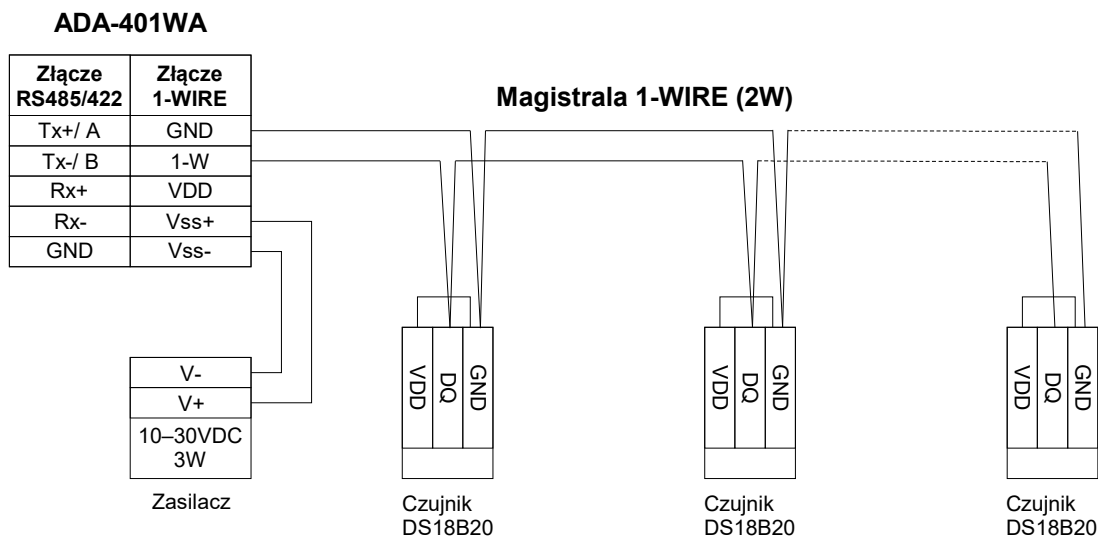 ADA-401WA
Złącze RS485/422 Złącze 1-WIRE
Tx+/ A GND
Tx-/ B 1-W
Rx+ VDD
Rx- Vss+
GND Vss-
Magistrala 1-WIRE (2W)
V-
V+
10–30VDC
3W
Zasilacz
VDD DQ GND
Czujnik
DS18B20
VDD DQ GND
Czujnik
DS18B20
VDD DQ GND
Czujnik
DS18B20